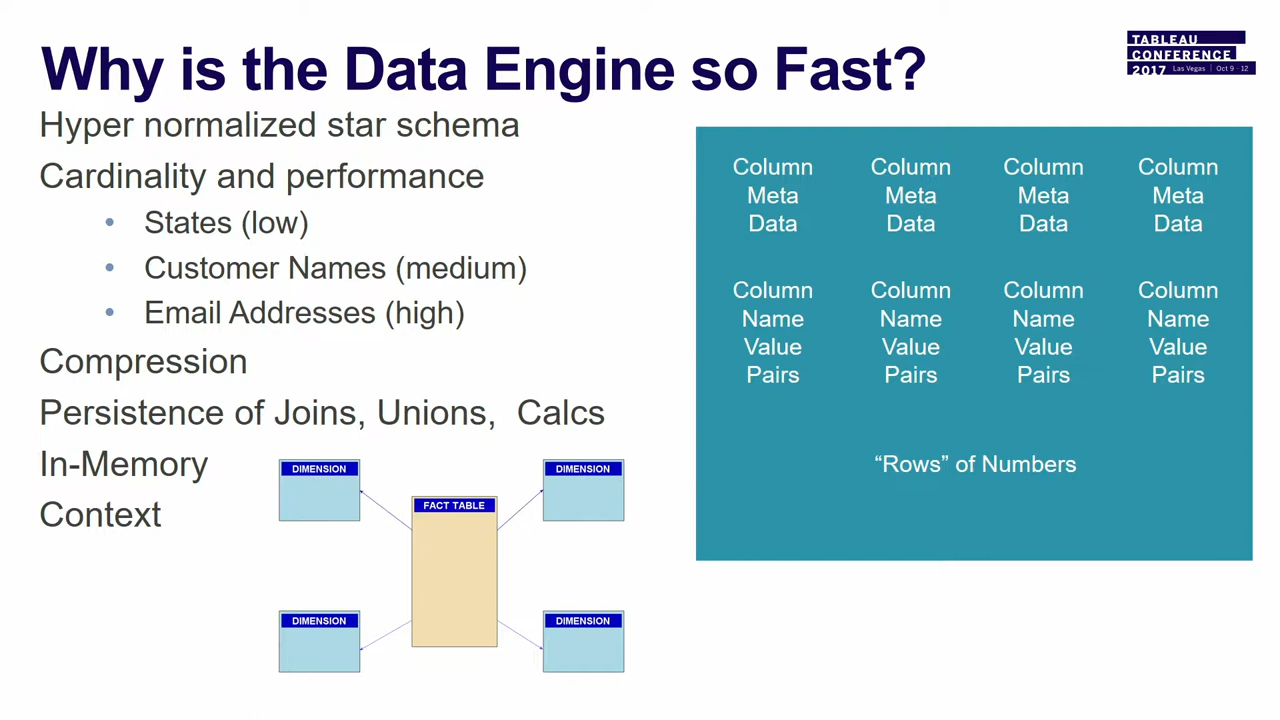 Why is the Data Engine so Fast?
TABLEAU
CONFERENCE
2017 Las Vegas | Oct 9 - 12
Hyper normalized star schema
Cardinality and performance
• States (low)
• Customer Names (medium)
• Email Addresses (high)
Compression
Persistence of Joins, Unions,  Calcs
In-Memory
Context
DIMENSION
DIMENSION
FACT TABLE
DIMENSION
DIMENSION
Column Column Column Column
Meta Meta Meta Meta
Data Data Data Data
Column Column Column Column
Name Name Name Name
Value Value Value Value
Pairs Pairs Pairs Pairs
“Rows” of Numbers